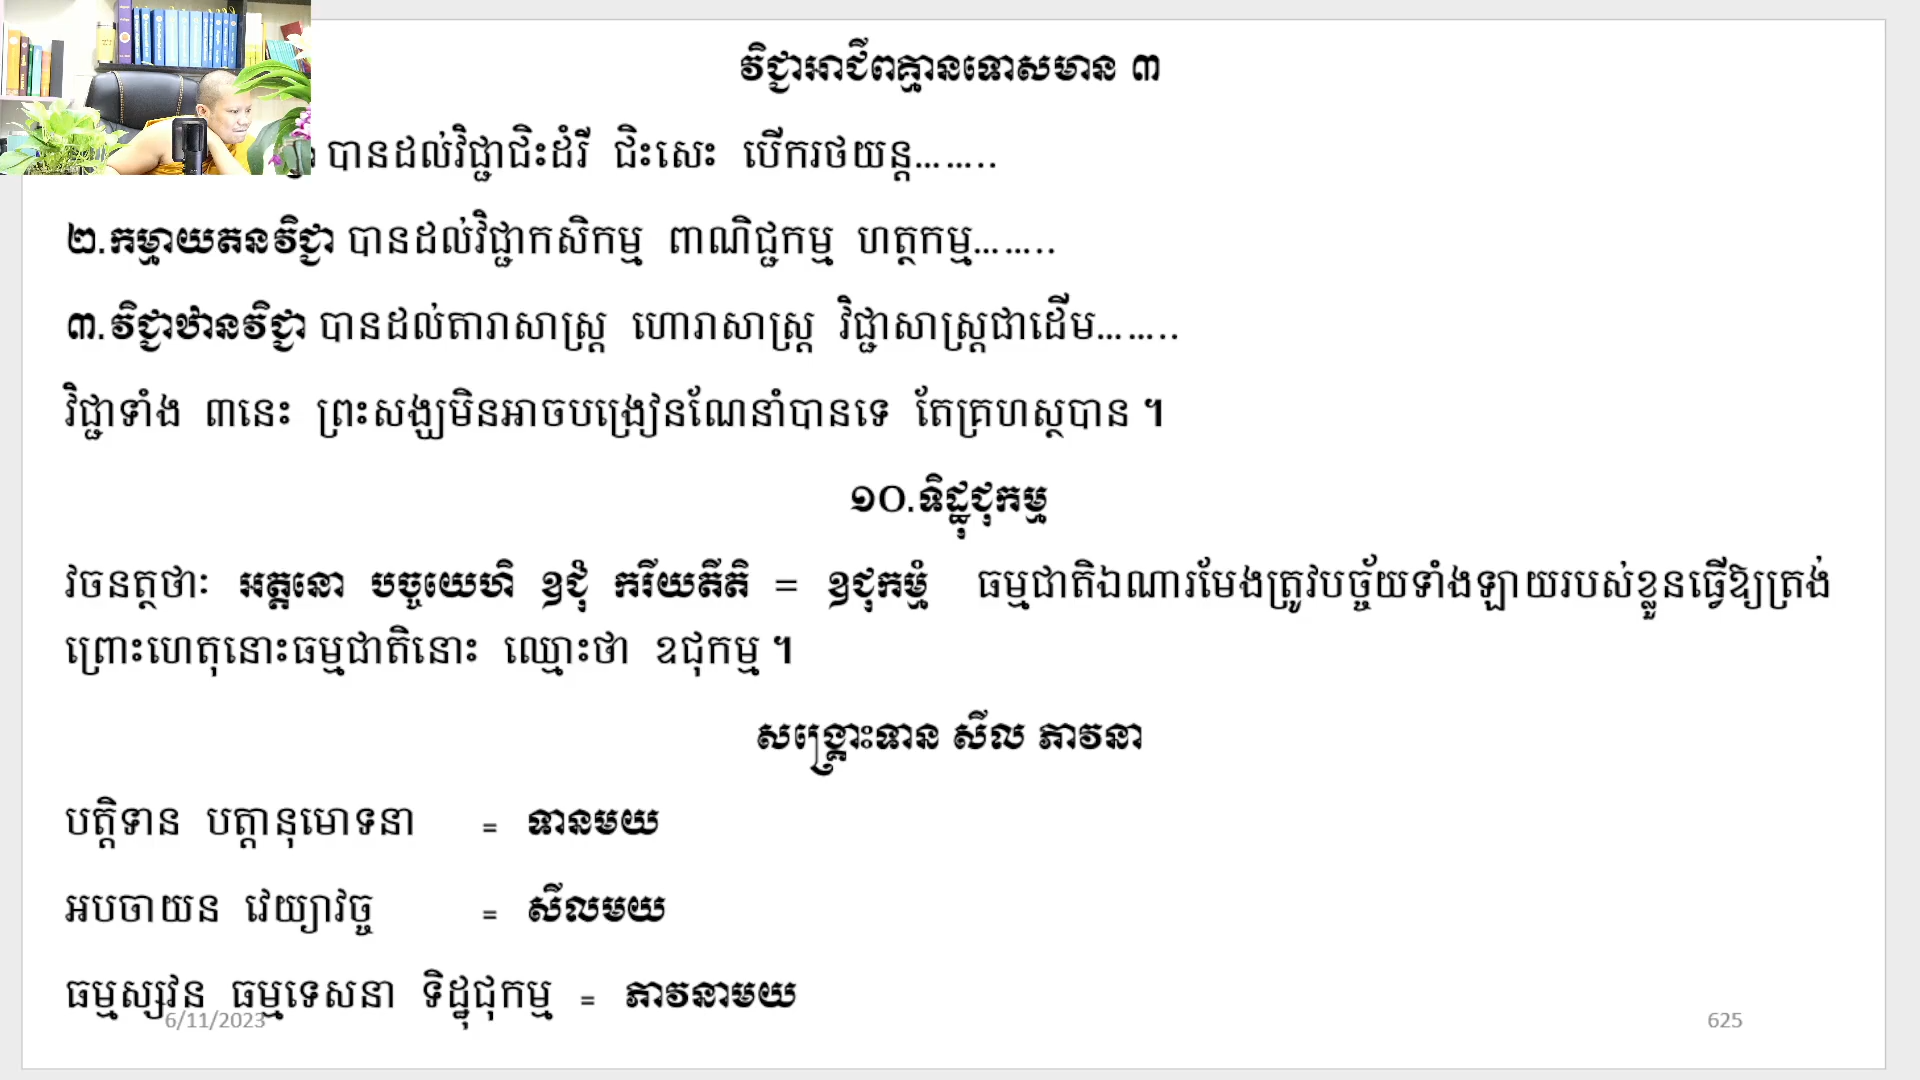 វិជ្ជាអាជីពគ្មានទោសមាន ៣
បានដល់វិជ្ជាជិះដំរី ជិះសេះ បើករថយន្ត……..
២.កម្មាយតនវិជ្ជា បានដល់វិជ្ជាកសិកម្ម ពាណិជ្ជកម្ម ហត្ថកម្ម……..
៣.វិជ្ជាឋានវិជ្ជា បានដល់តារាសាស្ត្រ ហោរាសាស្ត្រ វិជ្ជាសាស្ត្រជាដើម……..
វិជ្ជាទាំង ៣នេះ ព្រះសង្ឃមិនអាចបង្រៀនណែនាំបានទេ តែគ្រហស្ថបាន ។
១០.ទិដ្ឋុជុកម្ម
វចនត្ថថាៈ អត្តនោ បច្ចយេហិ ឧជុំ ករីយតីតិ = ឧជុកម្មំ ធម្មជាតិឯណារមែងត្រូវបច្ច័យទាំងឡាយរបស់ខ្លួនធ្វើឱ្យត្រង់
ព្រោះហេតុនោះធម្មជាតិនោះ ឈ្មោះថា ឧជុកម្ម ។
សង្គ្រោះទាន សីល ភាវនា
បត្តិទាន បត្តានុមោទនា = ទានមយ
អបចាយន វេយ្យាវច្ច = សីលមយ
ធម្មស្សវន ធម្មទេសនា ទិដ្ឋុជុកម្ម = ភាវនាមយ
6/11/2023 625